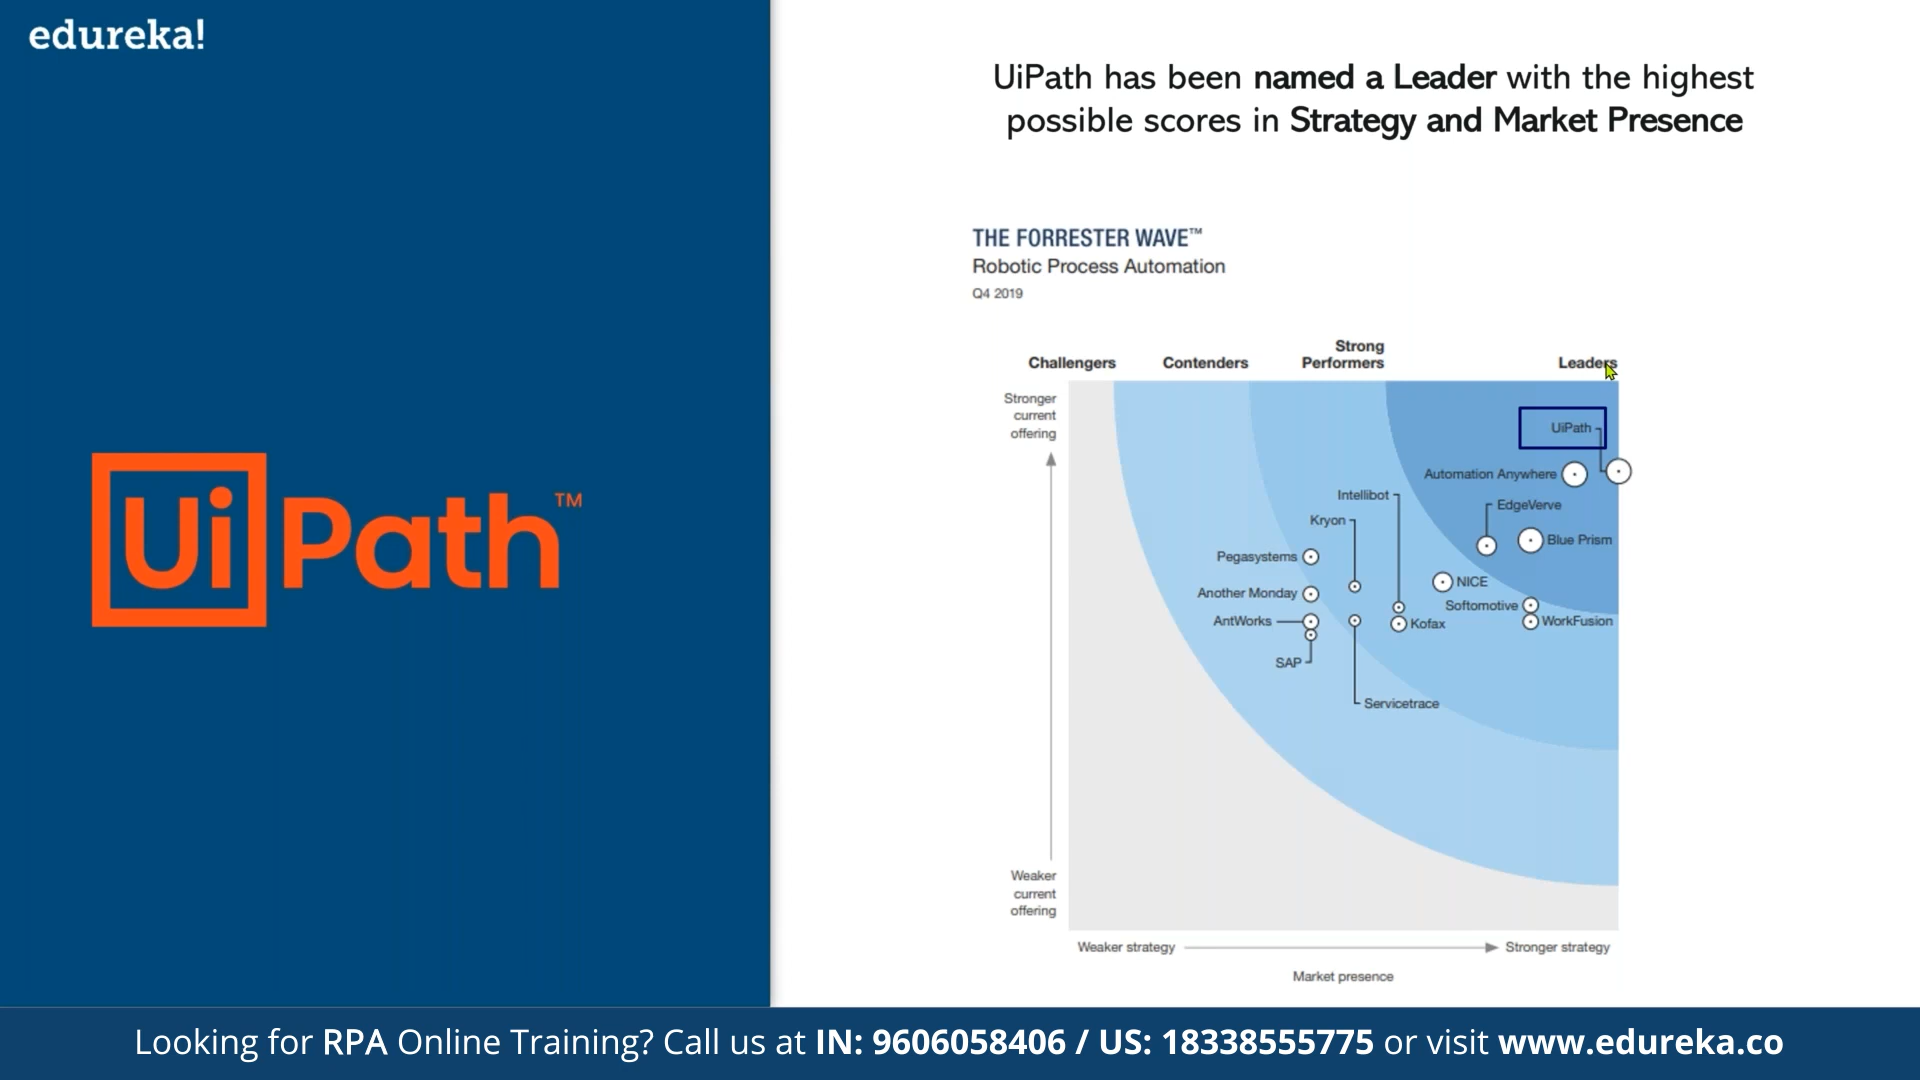 edureka!
UiPath™
UiPath has been named a Leader with the highest
possible scores in Strategy and Market Presence
THE FORRESTER WAVE™
Robotic Process Automation
Q4 2019
Challengers
Contenders
Strong
Performers
Leaders
Stronger
current
offering
UiPath
Automation Anywhere
Intellibot
EdgeVerve
Kryon
Blue Prism
Pegasystems
NICE
Another Monday
Softomotive
AntWorks
Kofax
WorkFusion
SAP
Servicetrace
Weaker
current
offering
Weaker strategy
Stronger strategy
Market presence
Looking for RPA Online Training? Call us at IN: 9606058406 / US: 18338555775 or visit www.edureka.co